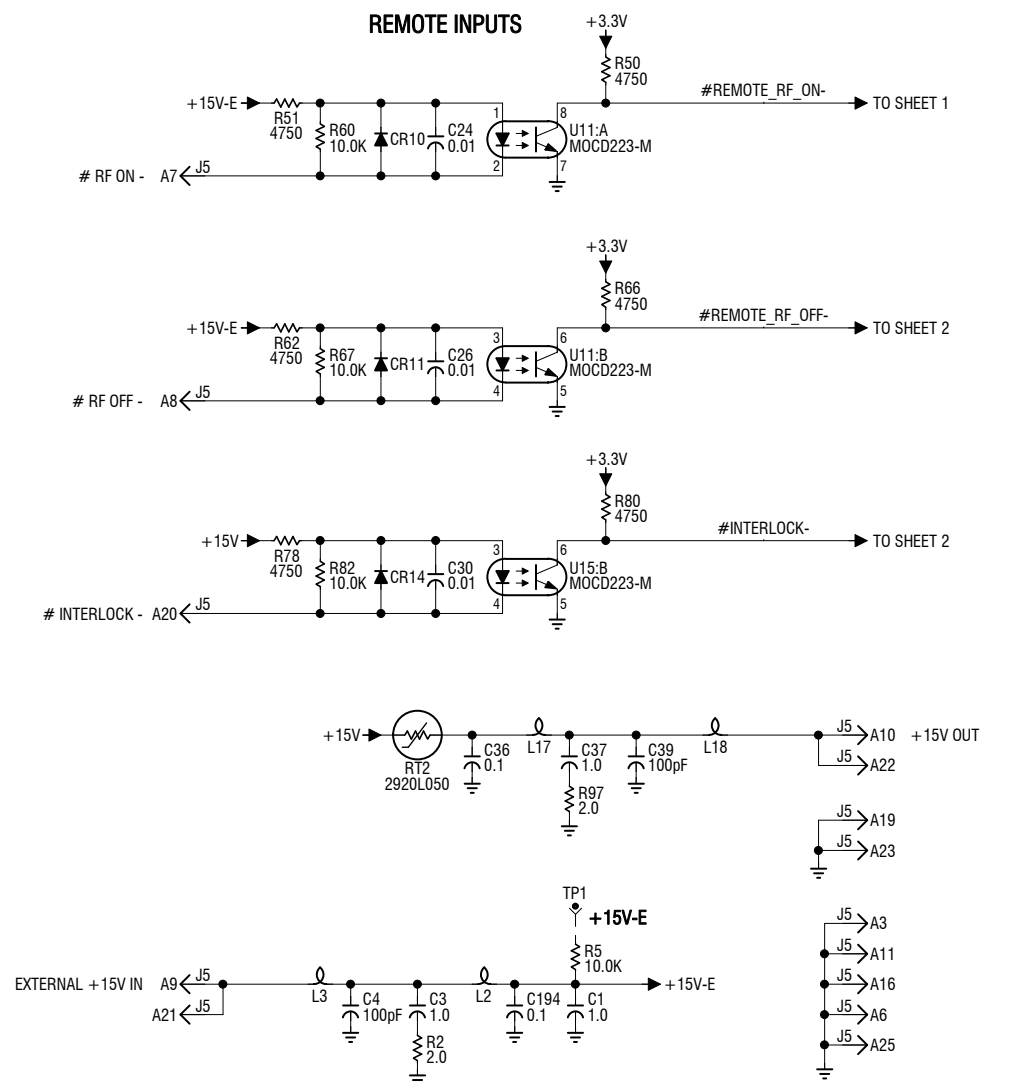 REMOTE INPUTS
+3.3V
R50
4750
#REMOTE_RF_ON-
TO SHEET 1
+15V-E
R51
4750
R60
10.0K
CR10
C24
0.01
1
2
8
7
U11:A
MOCD223-M
# RF ON -
A7
J5
+3.3V
R66
4750
#REMOTE_RF_OFF-
TO SHEET 2
+15V-E
R62
4750
R67
10.0K
CR11
C26
0.01
3
4
6
5
U11:B
MOCD223-M
# RF OFF -
A8
J5
+3.3V
R80
4750
#INTERLOCK-
TO SHEET 2
+15V
R78
4750
R82
10.0K
CR14
C30
0.01
3
4
6
5
U15:B
MOCD223-M
# INTERLOCK -
A20
J5
+15V
RT2
2920L050
C36
0.1
L17
C37
1.0
R97
2.0
C39
100pF
L18
J5
A10
+15V OUT
J5
A22
J5
A19
J5
A23
TP1
+15V-E
R5
10.0K
EXTERNAL +15V IN
A9
J5
A21
J5
L3
C4
100pF
C3
1.0
R2
2.0
L2
C194
0.1
C1
1.0
+15V-E
J5
A3
J5
A11
J5
A16
J5
A6
J5
A25